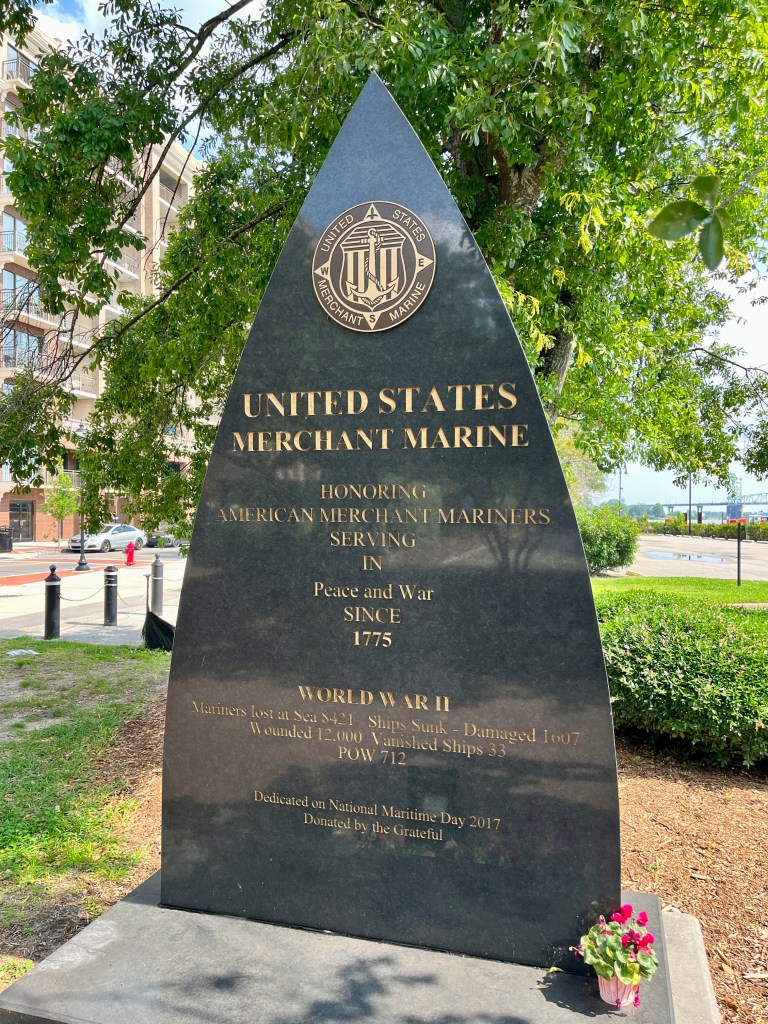 UNITED STATES
W E
S
MERCHANT MARINE
UNITED STATES
MERCHANT MARINE
HONORING
AMERICAN MERCHANT MARINERS
SERVING
IN
Peace and War
SINCE
1775
WORLD WAR II
Mariners lost at Sea 8421 Ships Sunk - Damaged 1607
Wounded 12,000 Vanished Ships 33
POW 712
Dedicated on National Maritime Day 2017
Donated by the Grateful